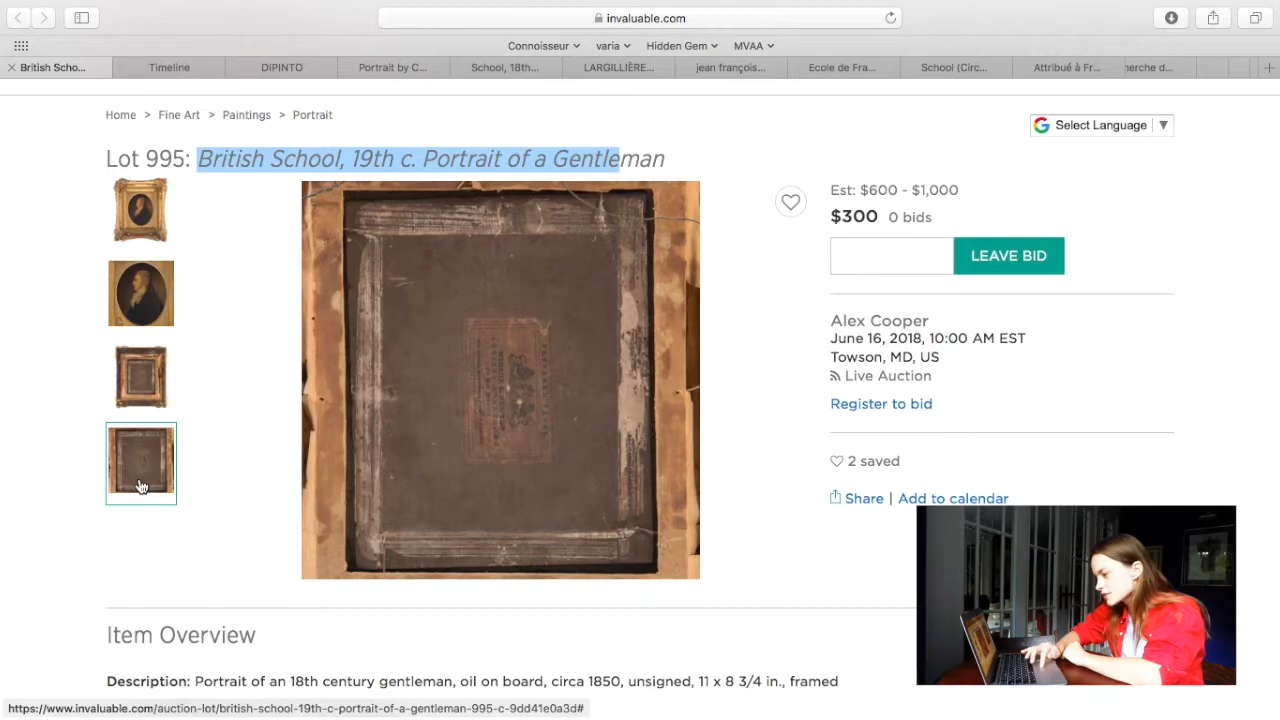 invaluable.com
Connoisseur varia Hidden Gem MVAA
British Scho... Timeline DIPINTO Portrait by C... School, 18th... LARGILLIÈRE... jean françois... Ecole de Fra... School (Circ... Attribué à Fr... herche d...
Home > Fine Art > Paintings > Portrait
Select Language
Lot 995: British School, 19th c. Portrait of a Gentleman
Est: $600 - $1,000
$300 0 bids
LEAVE BID
Alex Cooper
June 16, 2018, 10:00 AM EST
Towson, MD, US
Live Auction
Register to bid
2 saved
Share | Add to calendar
Item Overview
Description: Portrait of an 18th century gentleman, oil on board, circa 1850, unsigned, 11 x 8 3/4 in., framed
https://www.invaluable.com/auction-lot/british-school-19th-c-portrait-of-a-gentleman-995-c-9dd41e0a3d#